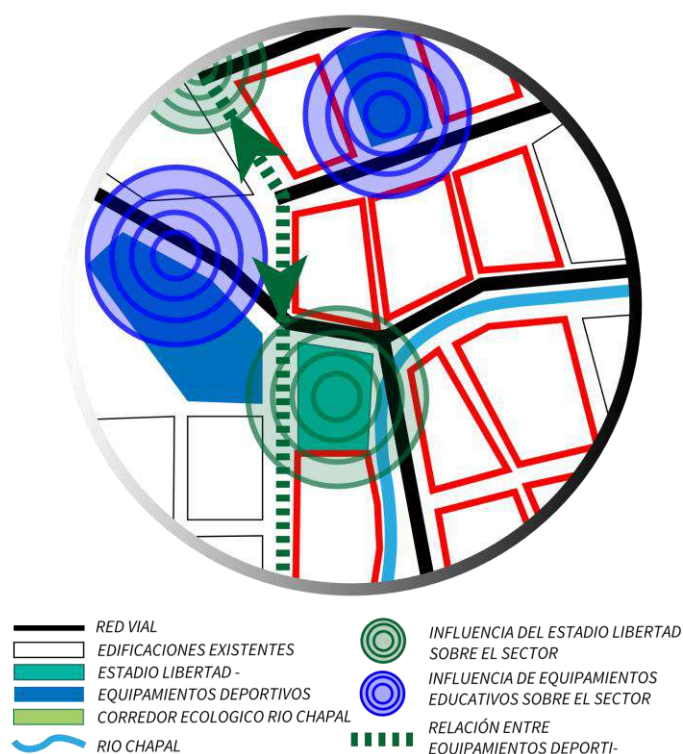 RED VIAL
EDIFICACIONES EXISTENTES
ESTADIO LIBERTAD -
EQUIPAMIENTOS DEPORTIVOS
CORREDOR ECOLOGICO RIO CHAPAL
RIO CHAPAL
INFLUENCIA DEL ESTADIO LIBERTAD
SOBRE EL SECTOR
INFLUENCIA DE EQUIPAMIENTOS
EDUCATIVOS SOBRE EL SECTOR
RELACIÓN ENTRE
EQUIPAMIENTOS DEPORTI-